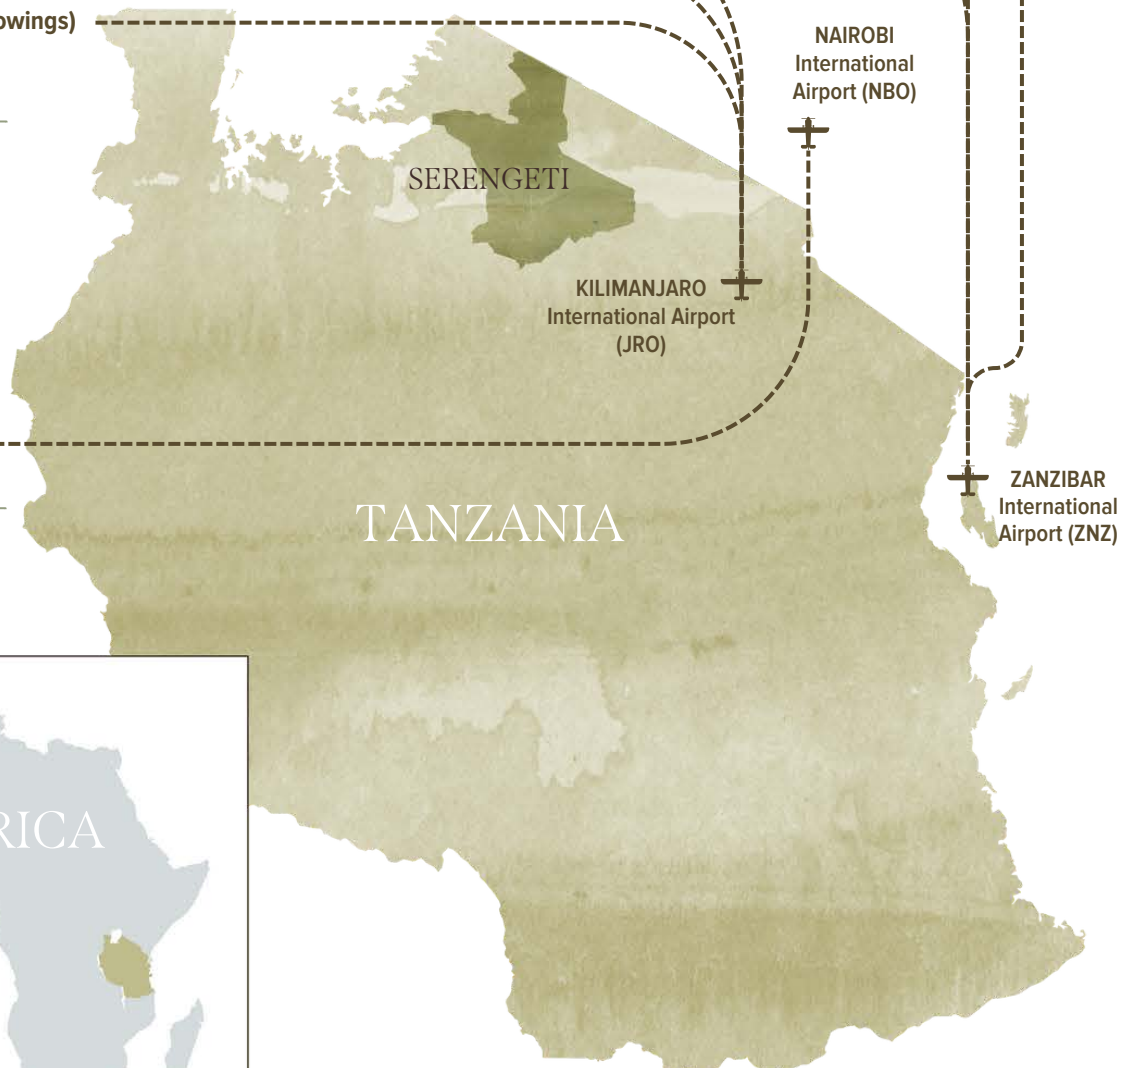 owings)
NAIROBI
International
Airport (NBO)
SERENGETI
KILIMANJARO
International Airport
(JRO)
ZANZIBAR
International
Airport (ZNZ)
TANZANIA
RICA